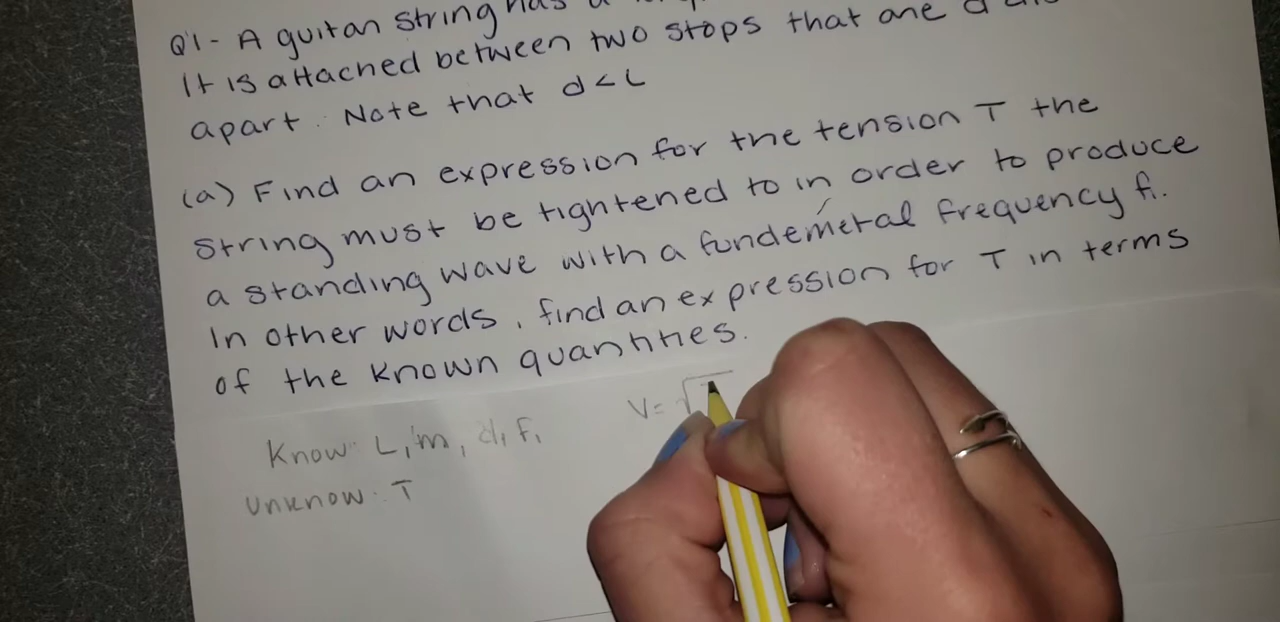 Q1- A guitar string has a
It is attached between two stops that are d
apart. Note that d<L
(a) Find an expression for the tension T the
string must be tightened to in order to produce
a standing wave with a fundemetal frequency f1.
In other words, find an expression for T in terms
of the known quantities.
Know: L, m, d, f1
V= √T
Unknow: T